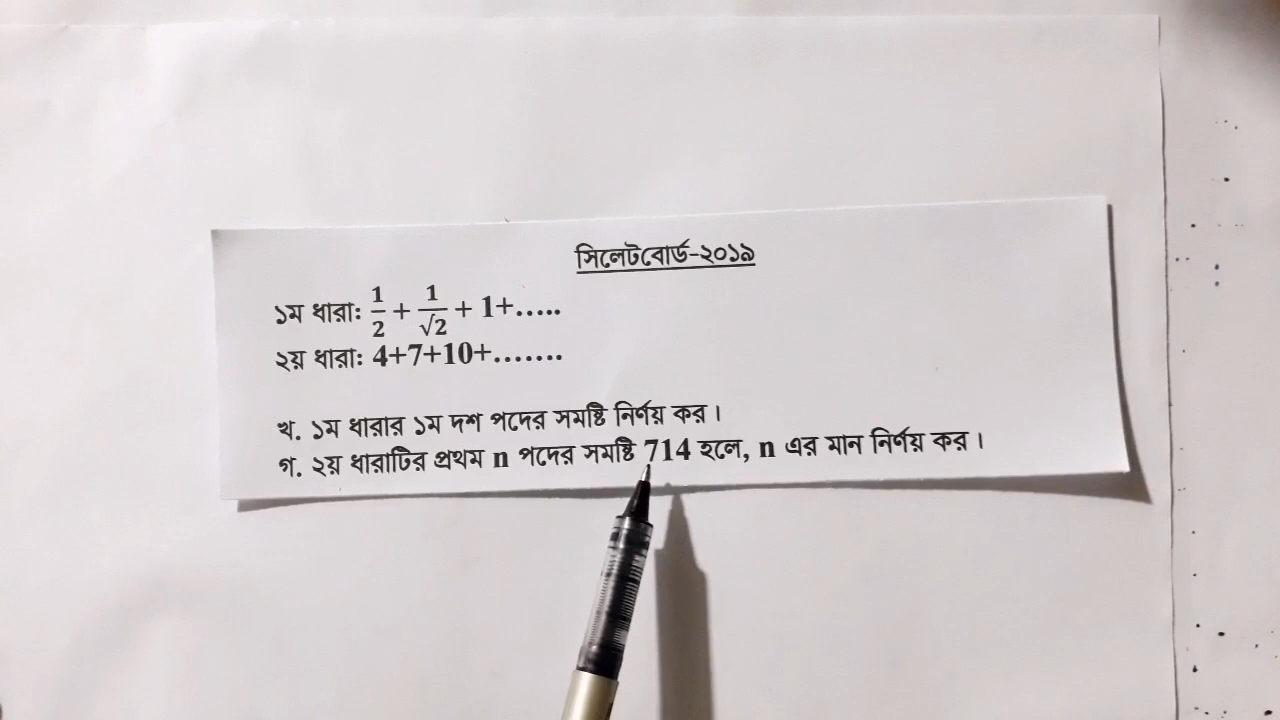 সিলেটবোর্ড-২০১৯
১ম ধারাঃ 1/2 + 1/√2 + 1+.....
২য় ধারাঃ 4+7+10+.......
খ. ১ম ধারার ১ম দশ পদের সমষ্টি নির্ণয় কর।
গ. ২য় ধারাটির প্রথম n পদের সমষ্টি 714 হলে, n এর মান নির্ণয় কর।